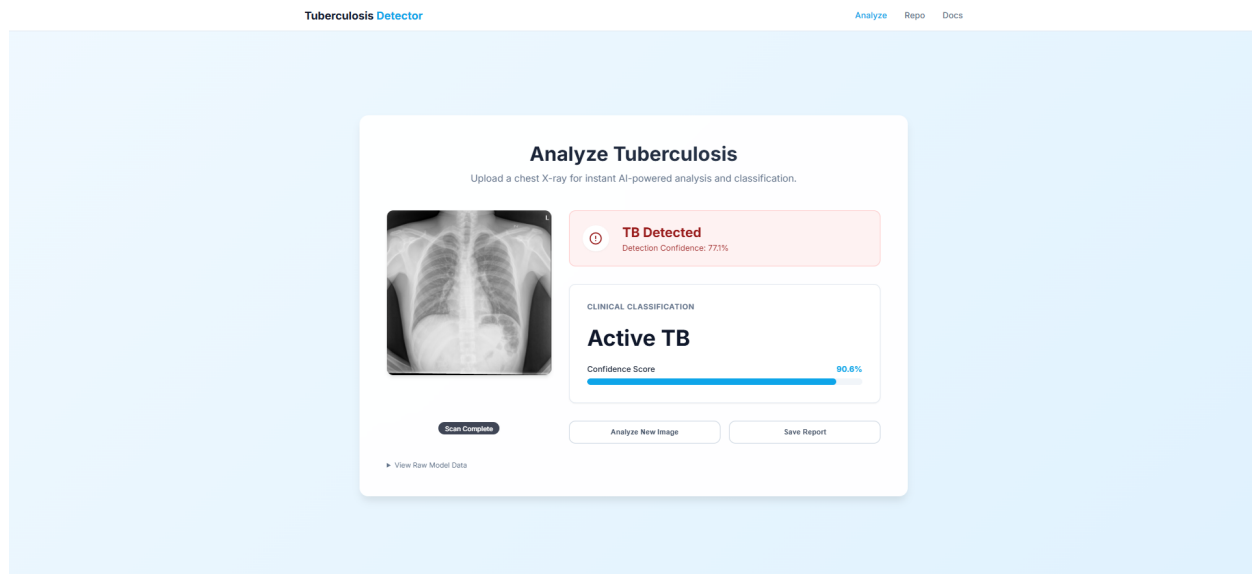 Tuberculosis Detector
Analyze
Repo
Docs
Analyze Tuberculosis
Upload a chest X-ray for instant AI-powered analysis and classification.
L
TB Detected
Detection Confidence: 77.1%
CLINICAL CLASSIFICATION
Active TB
Confidence Score
90.6%
Scan Complete
Analyze New Image
Save Report
View Raw Model Data